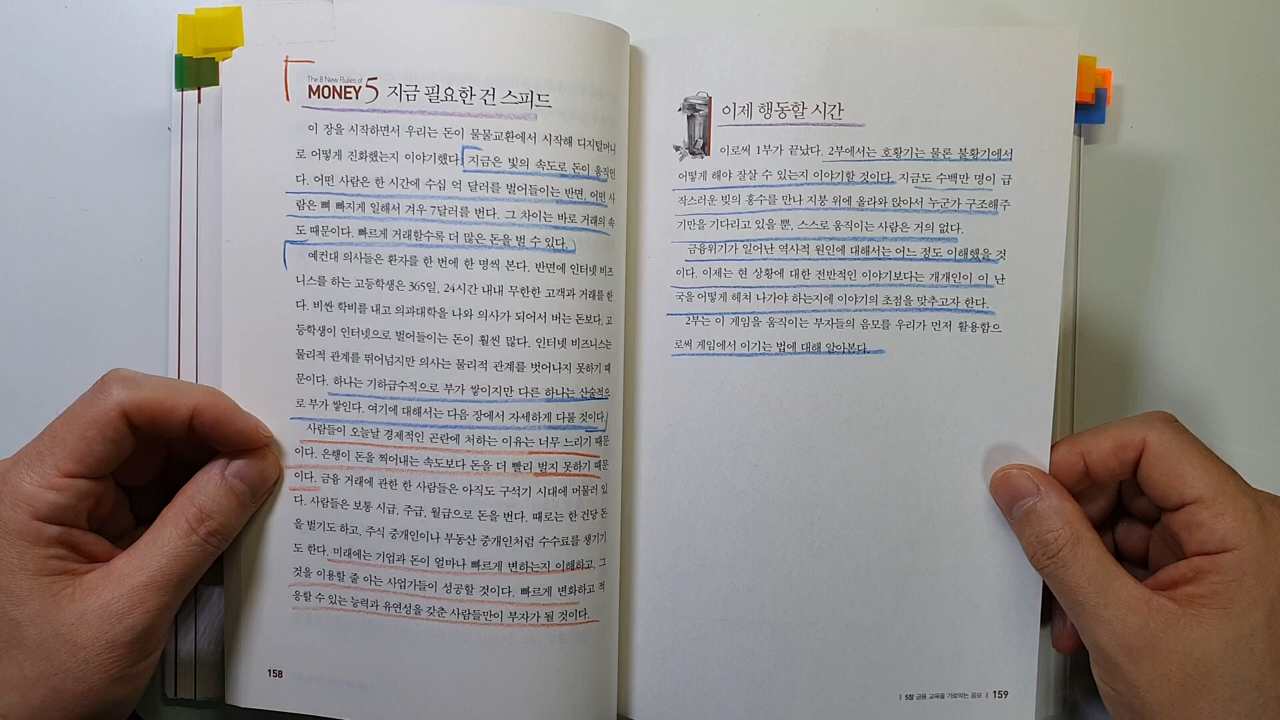 The 8 New Rules of
MONEY 5 지금 필요한 건 스피드
이 장을 시작하면서 우리는 돈이 물물교환에서 시작해 디지털머니
로 어떻게 진화했는지 이야기했다. 지금은 빛의 속도로 돈이 움직인
다. 어떤 사람은 한 시간에 수십 억 달러를 벌어들이는 반면, 어떤 사
람은 뼈 빠지게 일해서 겨우 7달러를 번다. 그 차이는 바로 거래의 속
도 때문이다. 빠르게 거래할수록 더 많은 돈을 벌 수 있다.
예컨대 의사들은 환자를 한 번에 한 명씩 본다. 반면에 인터넷 비즈
니스를 하는 고등학생은 365일, 24시간 내내 무한한 고객과 거래를 한
다. 비싼 학비를 내고 의과대학을 나와 의사가 되어서 버는 돈보다, 고
등학생이 인터넷으로 벌어들이는 돈이 훨씬 많다. 인터넷 비즈니스는
물리적 관계를 뛰어넘지만 의사는 물리적 관계를 벗어나지 못하기 때
문이다. 하나는 기하급수적으로 부가 쌓이지만 다른 하나는 산술적으
로 부가 쌓인다. 여기에 대해서는 다음 장에서 자세하게 다룰 것이다.
사람들이 오늘날 경제적인 곤란에 처하는 이유는 너무 느리기 때문
이다. 은행이 돈을 찍어내는 속도보다 돈을 더 빨리 벌지 못하기 때문
이다. 금융 거래에 관한 한 사람들은 아직도 구석기 시대에 머물러 있
다. 사람들은 보통 시급, 주급, 월급으로 돈을 번다. 때로는 한 건당 돈
을 벌기도 하고, 주식 중개인이나 부동산 중개인처럼 수수료를 챙기기
도 한다. 미래에는 기업과 돈이 얼마나 빠르게 변하는지 이해하고, 그
것을 이용할 줄 아는 사업가들이 성공할 것이다. 빠르게 변화하고 적
응할 수 있는 능력과 유연성을 갖춘 사람들만이 부자가 될 것이다.
158
이제 행동할 시간
이로써 1부가 끝났다. 2부에서는 호황기는 물론 불황기에서
어떻게 해야 잘살 수 있는지 이야기할 것이다. 지금도 수백만 명이 급
작스러운 빚의 홍수를 만나 지붕 위에 올라와 앉아서 누군가 구조해주
기만을 기다리고 있을 뿐, 스스로 움직이는 사람은 거의 없다.
금융위기가 일어난 역사적 원인에 대해서는 어느 정도 이해했을 것
이다. 이제는 현 상황에 대한 전반적인 이야기보다는 개개인이 이 난
국을 어떻게 헤쳐 나가야 하는지에 이야기의 초점을 맞추고자 한다.
2부는 이 게임을 움직이는 부자들의 음모를 우리가 먼저 활용함으
로써 게임에서 이기는 법에 대해 알아본다.
| 5장 금융 교육을 가로막는 음모 | 159